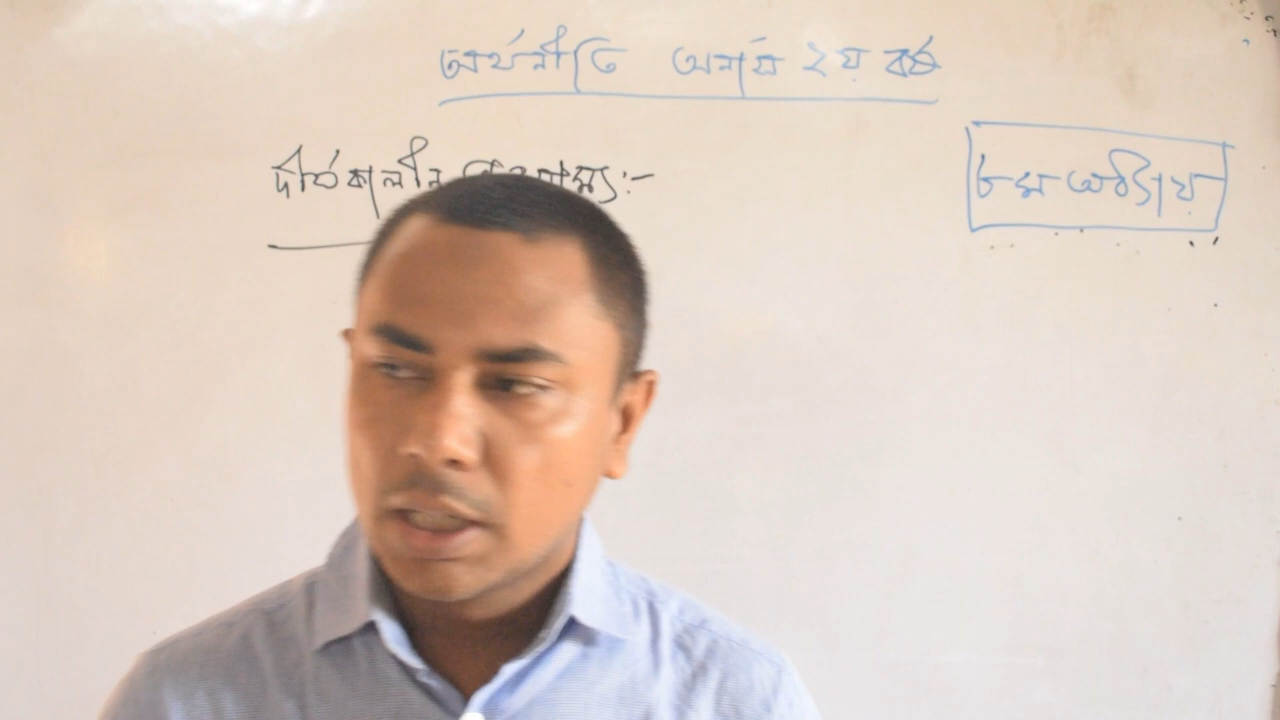 অর্থনীতি অনার্স ২য় বর্ষ
দীর্ঘকালীন
৮ম অধ্যায়